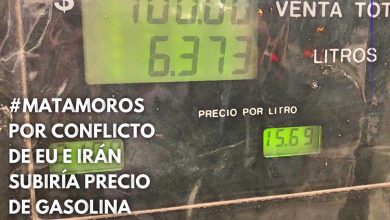 $ 100.00 VENTA TOT
6.373 LITROS
PRECIO POR LITRO
15.69
#MATAMOROS
POR CONFLICTO
DE EU E IRÁN
SUBIRÍA PRECIO
DE GASOLINA